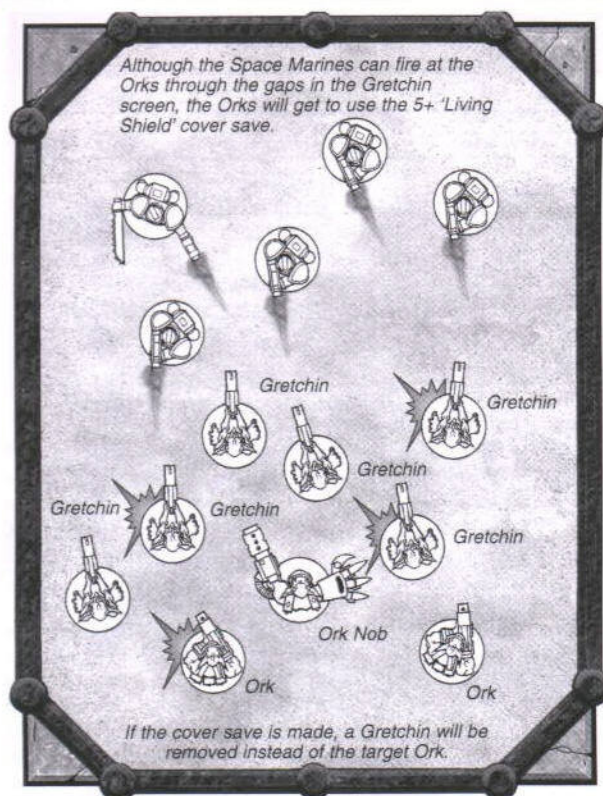 Although the Space Marines can fire at the
Orks through the gaps in the Gretchin
screen, the Orks will get to use the 5+ 'Living
Shield' cover save.
Gretchin
Gretchin
Gretchin
Gretchin
Gretchin
Gretchin
Ork Nob
Ork
Ork
If the cover save is made, a Gretchin will be
removed instead of the target Ork.